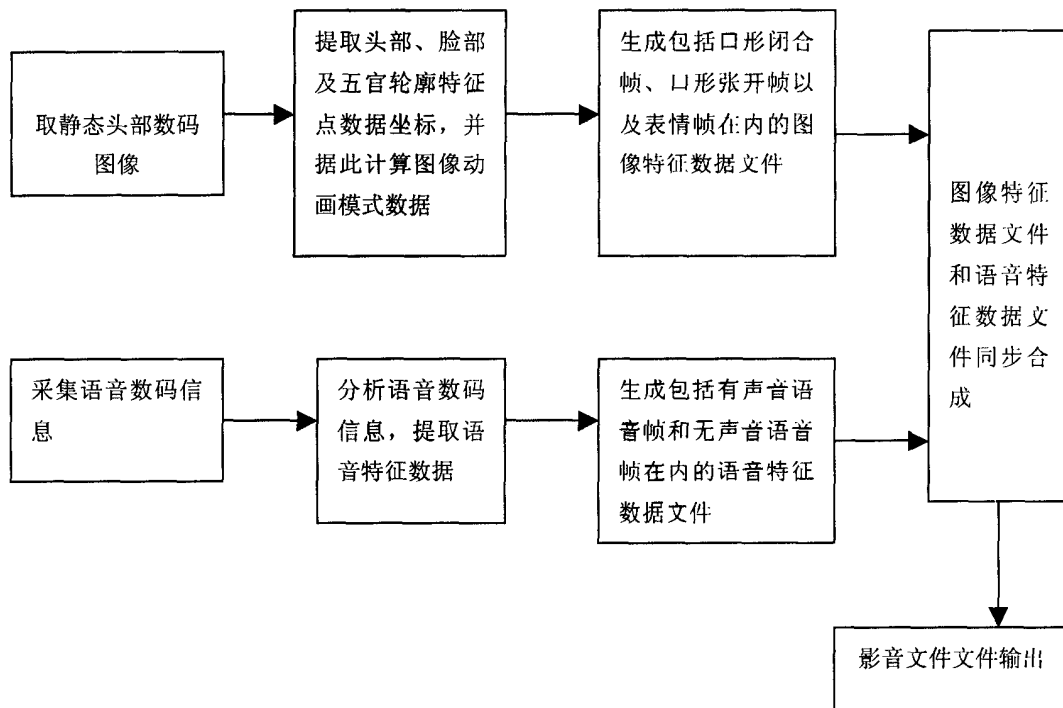 取静态头部数码
图像
提取头部、脸部
及五官轮廓特征
点数据坐标，并
据此计算图像动
画模式数据
生成包括口形闭合
帧、口形张开帧以
及表情帧在内的图
像特征数据文件
图像特征
数据文件
和语音特
征数据文
件同步合
成
采集语音数码信
息
分析语音数码
信息，提取语
音特征数据
生成包括有声音语
音帧和无声音语音
帧在内的语音特征
数据文件
影音文件文件输出